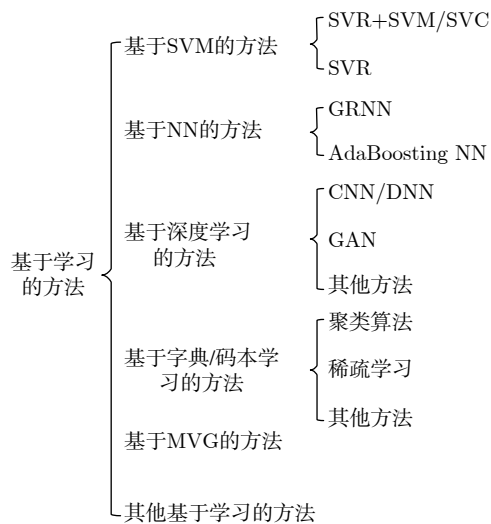 基于学习
的方法
基于SVM的方法
SVR+SVM/SVC
SVR
基于NN的方法
GRNN
AdaBoosting NN
基于深度学习
的方法
CNN/DNN
GAN
其他方法
基于字典/码本学
习的方法
聚类算法
稀疏学习
其他方法
基于MVG的方法
其他基于学习的方法